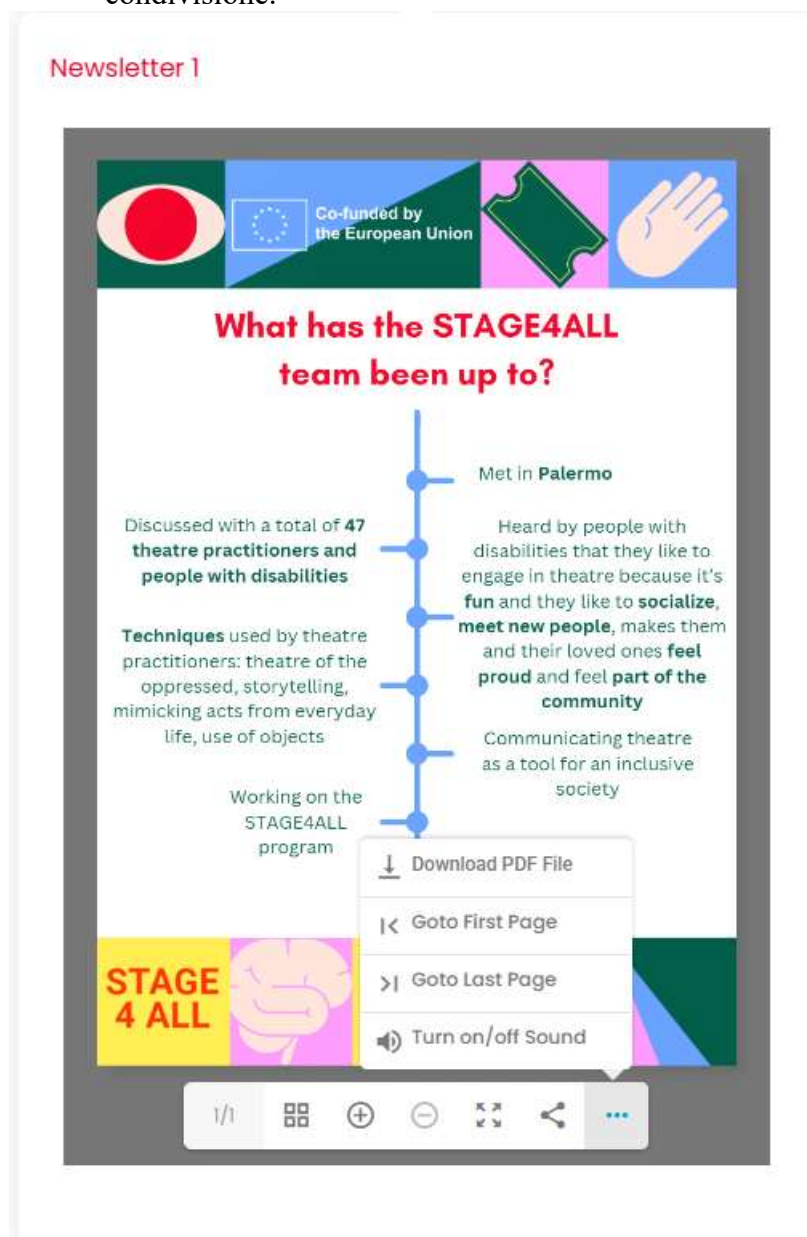 condivisione.
Newsletter 1
Co-funded by
the European Union
What has the STAGE4ALL
team been up to?
Met in Palermo
Discussed with a total of 47
theatre practitioners and
people with disabilities
Heard by people with
disabilities that they like to
engage in theatre because it's
fun and they like to socialize,
meet new people, makes them
and their loved ones feel
proud and feel part of the
community
Techniques used by theatre
practitioners: theatre of the
oppressed, storytelling,
mimicking acts from everyday
life, use of objects
Communicating theatre
as a tool for an inclusive
society
Working on the
STAGE4ALL
program
Download PDF File
Goto First Page
Goto Last Page
Turn on/off Sound
STAGE
4 ALL
1/1